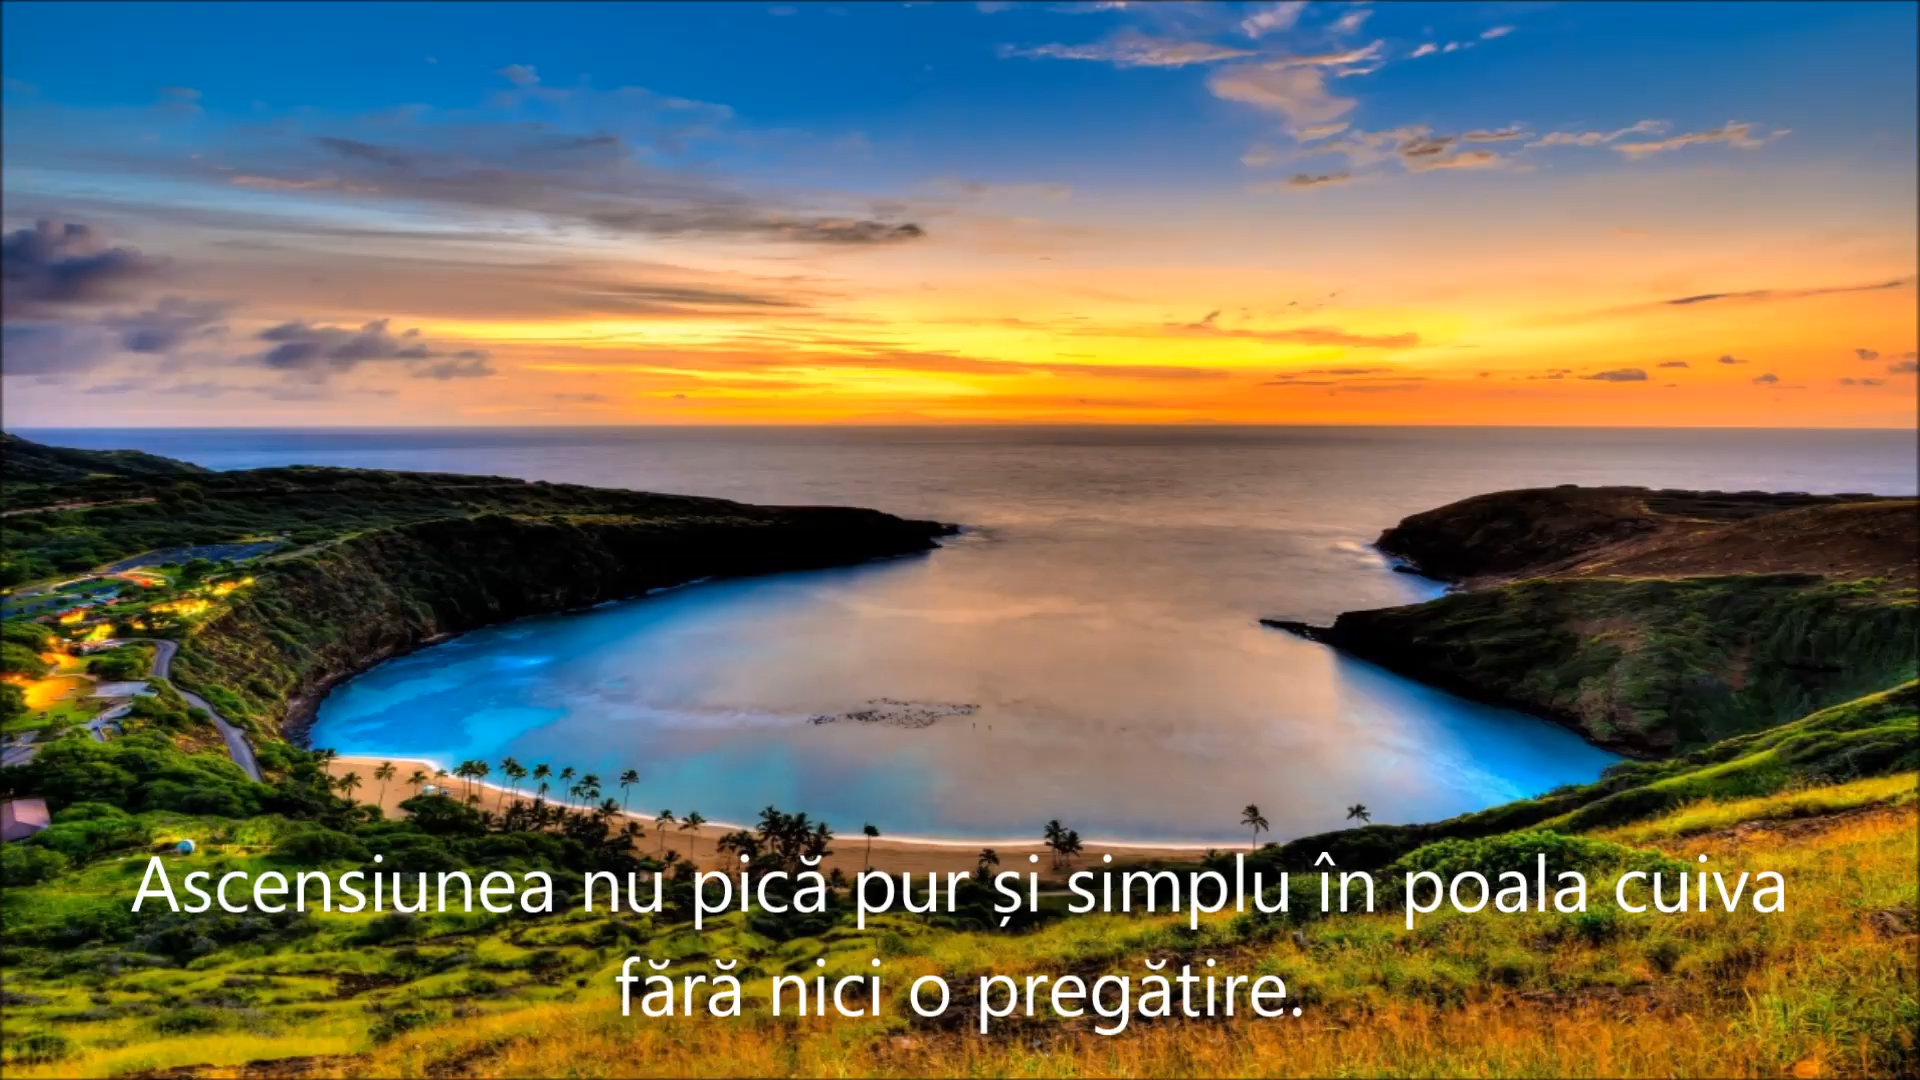 Ascensiunea nu pică pur și simplu în poala cuiva
fără nici o pregătire.